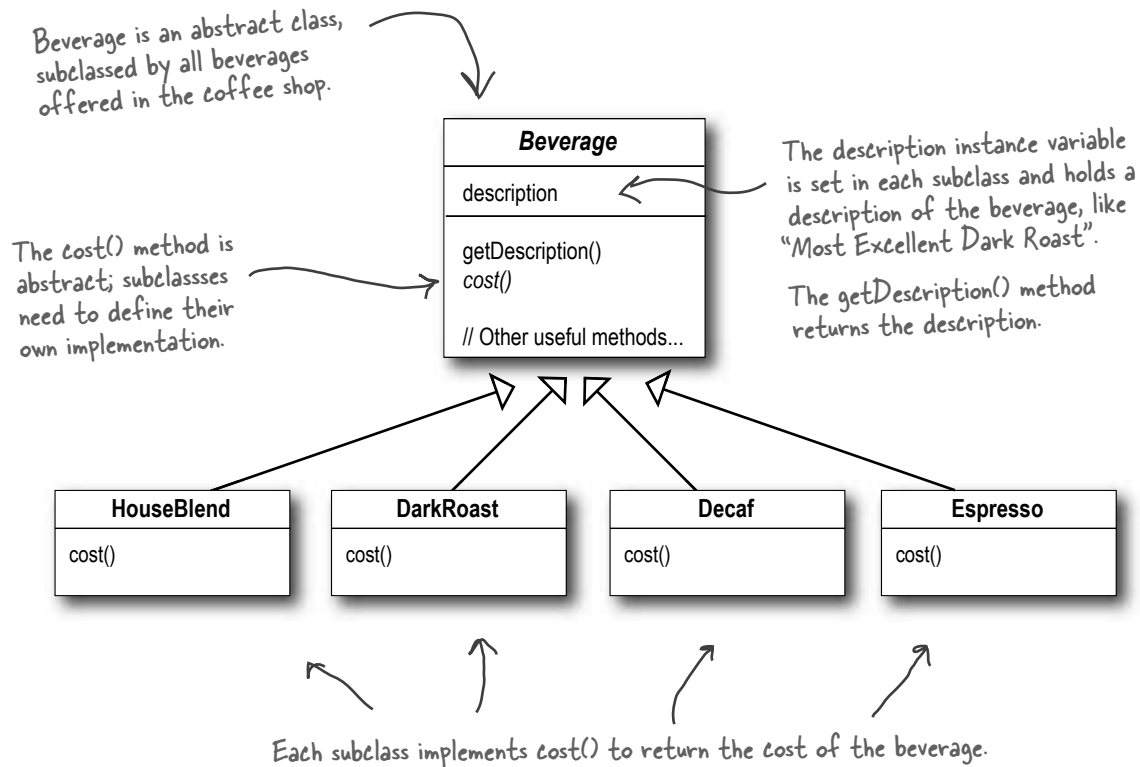 Beverage is an abstract class,
subclassed by all beverages
offered in the coffee shop.
Beverage
description
getDescription()
cost()
// Other useful methods...
The description instance variable
is set in each subclass and holds a
description of the beverage, like
“Most Excellent Dark Roast”.
The getDescription() method
returns the description.
The cost() method is
abstract; subclassses
need to define their
own implementation.
HouseBlend
cost()
DarkRoast
cost()
Decaf
cost()
Espresso
cost()
Each subclass implements cost() to return the cost of the beverage.